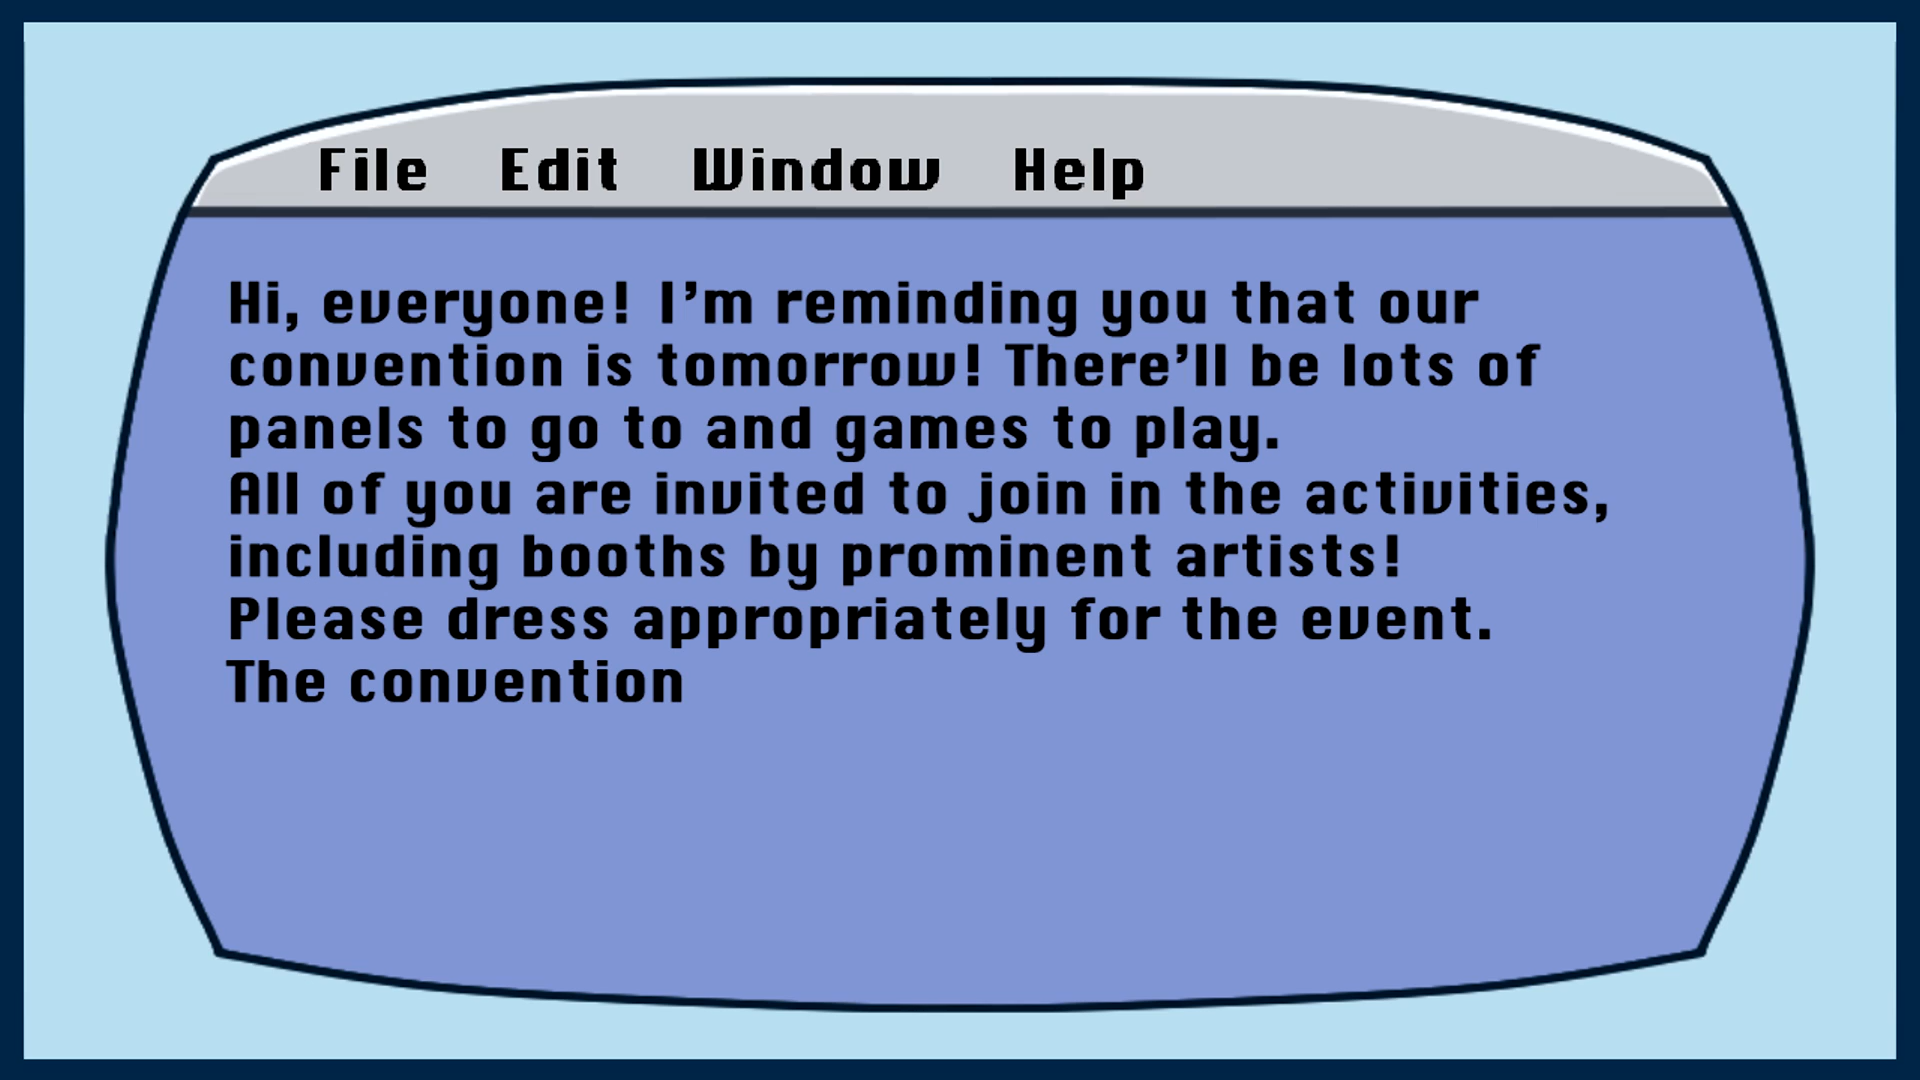 File Edit Window Help
Hi, everyone! I’m reminding you that our
convention is tomorrow! There’ll be lots of
panels to go to and games to play.
All of you are invited to join in the activities,
including booths by prominent artists!
Please dress appropriately for the event.
The convention